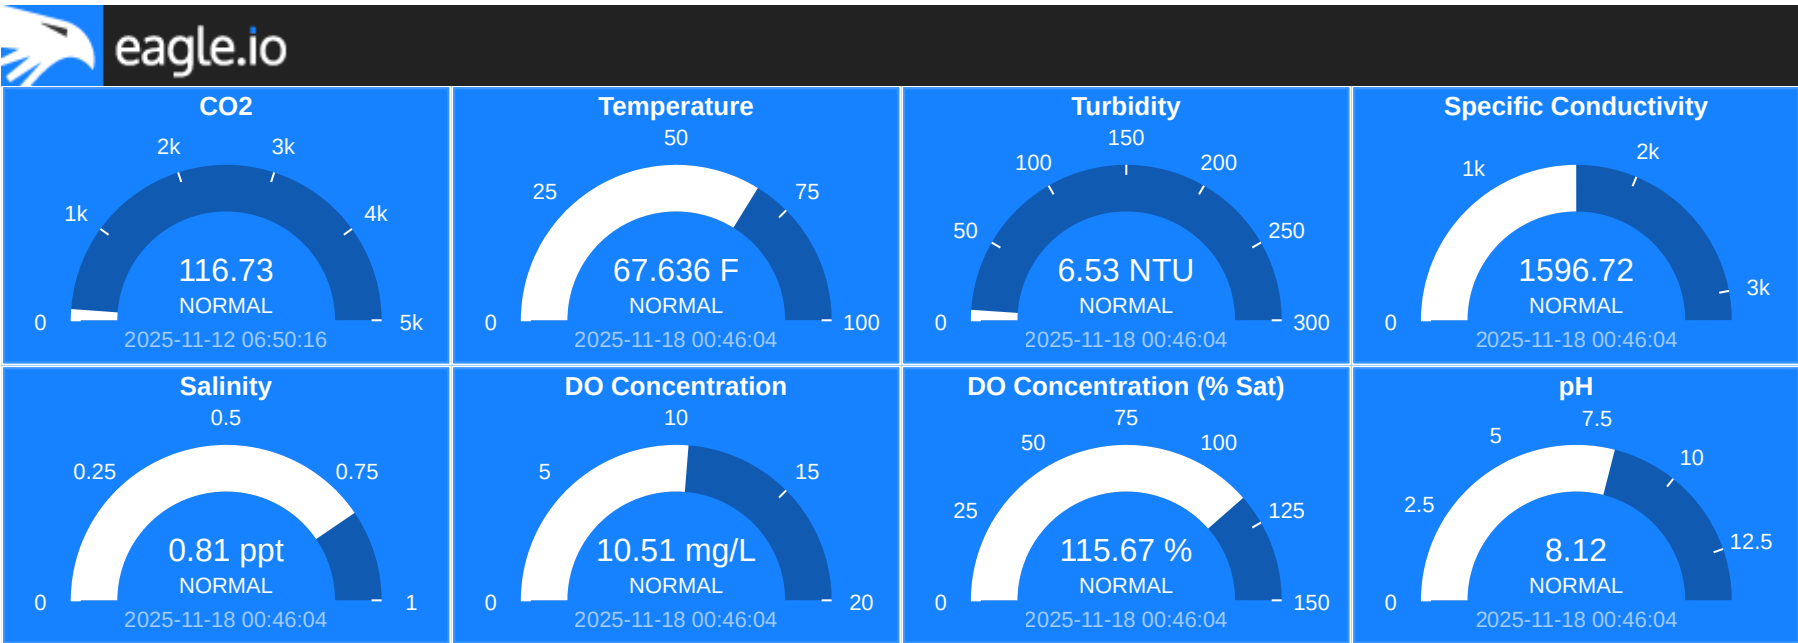 eagle.io
CO2
0
1k
2k
3k
4k
5k
116.73
NORMAL
2025-11-12 06:50:16
Temperature
0
25
50
75
100
67.636 F
NORMAL
2025-11-18 00:46:04
Turbidity
0
50
100
150
200
250
300
6.53 NTU
NORMAL
2025-11-18 00:46:04
Specific Conductivity
0
1k
2k
3k
1596.72
NORMAL
2025-11-18 00:46:04
Salinity
0
0.25
0.5
0.75
1
0.81 ppt
NORMAL
2025-11-18 00:46:04
DO Concentration
0
5
10
15
20
10.51 mg/L
NORMAL
2025-11-18 00:46:04
DO Concentration (% Sat)
0
25
50
75
100
125
150
115.67 %
NORMAL
2025-11-18 00:46:04
pH
0
2.5
5
7.5
10
12.5
8.12
NORMAL
2025-11-18 00:46:04